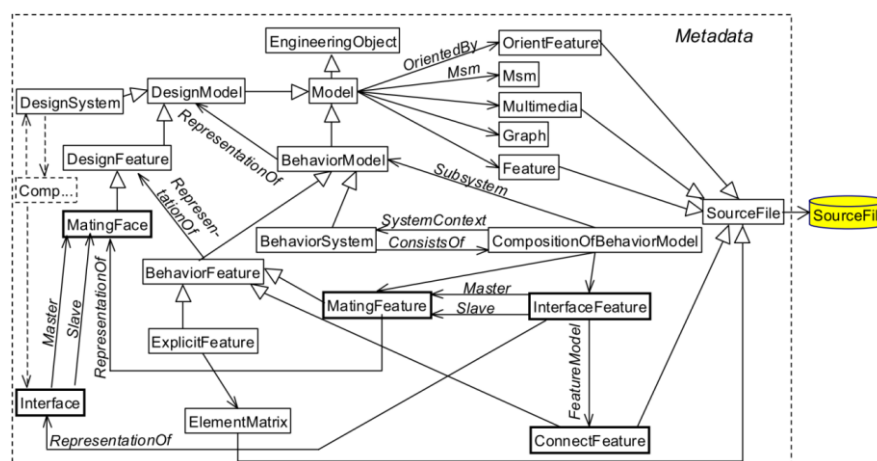 EngineeringObject
Metadata
OrientedBy
OrientFeature
Msm
Msm
DesignSystem
DesignModel
Model
Multimedia
RepresentationOf
Graph
DesignFeature
BehaviorModel
Feature
Comp...
Represen-
tationOf
Subsystem
MatingFace
SystemContext
SourceFile
SourceFil
BehaviorSystem
ConsistsOf
CompositionOfBehaviorModel
BehaviorFeature
Master
Slave
RepresentationOf
MatingFeature
Master
Slave
InterfaceFeature
ExplicitFeature
FeatureModel
Interface
ElementMatrix
RepresentationOf
ConnectFeature